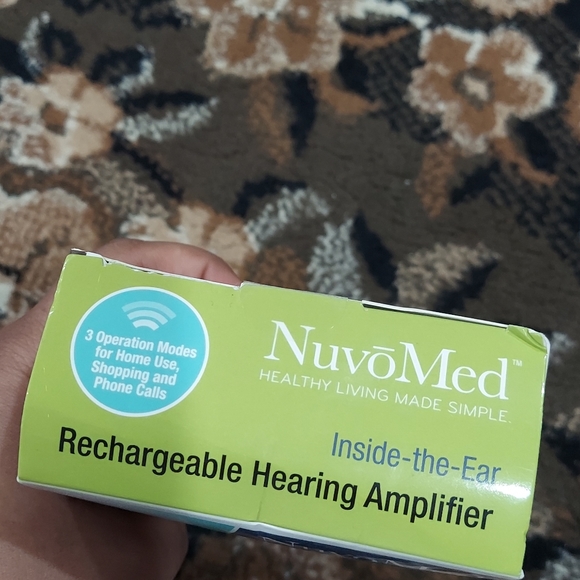 3 Operation Modes
for Home Use,
Shopping and
Phone Calls
NuvōMed™
HEALTHY LIVING MADE SIMPLE.
Inside-the-Ear
Rechargeable Hearing Amplifier